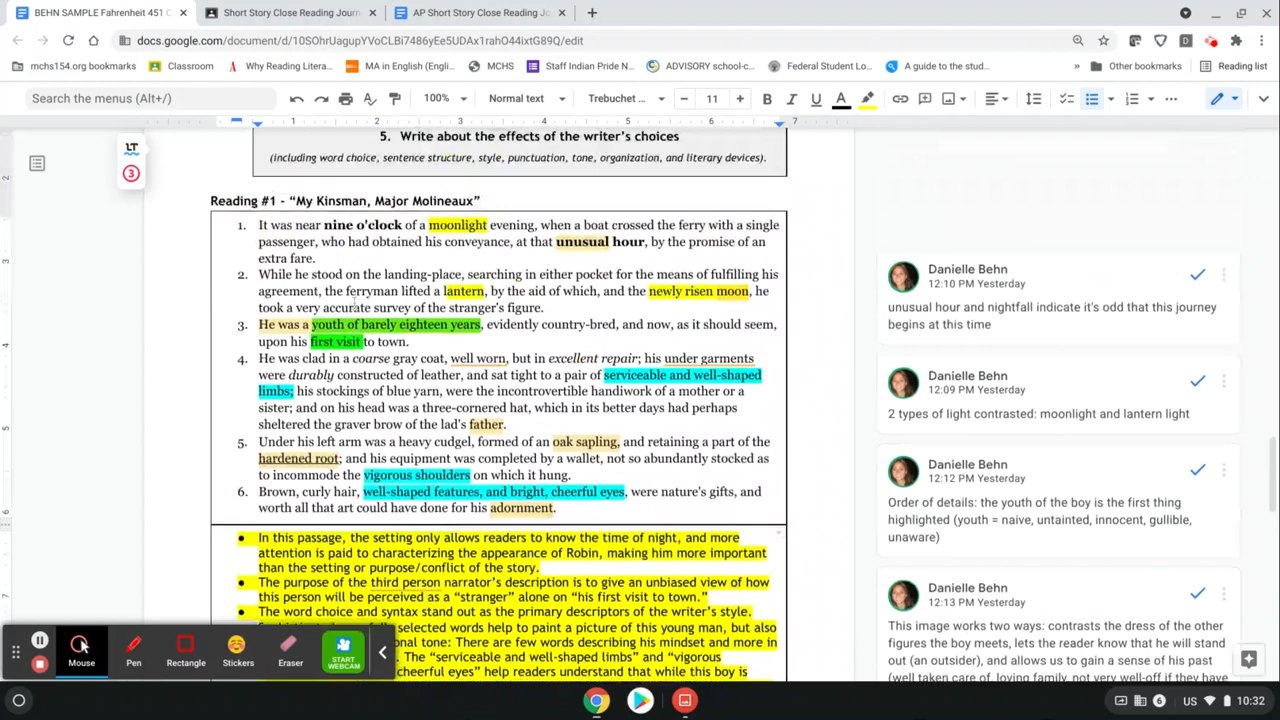 BEHN SAMPLE Fahrenheit 451 C
Short Story Close Reading Journ
AP Short Story Close Reading Jo
docs.google.com/document/d/10SOhrUagupYVoCLBi7486yEe5UDAx1rahO44ixtG89Q/edit
mchs154.org bookmarks
Classroom
Why Reading Litera...
MA in English (Engli...
MCHS
Staff Indian Pride N...
ADVISORY school-c...
Federal Student Lo...
A guide to the stud...
»
Other bookmarks
Reading list
Search the menus (Alt+/)
100%
Normal text
Trebuchet ...
11
1 2 3 4 5 6 7
5. Write about the effects of the writer's choices
(including word choice, sentence structure, style, punctuation, tone, organization, and literary devices).
LT
3
Reading #1 - "My Kinsman, Major Molineaux"
1. It was near nine o'clock of a moonlight evening, when a boat crossed the ferry with a single
passenger, who had obtained his conveyance, at that unusual hour, by the promise of an
extra fare.
2. While he stood on the landing-place, searching in either pocket for the means of fulfilling his
agreement, the ferryman lifted a lantern, by the aid of which, and the newly risen moon, he
took a very accurate survey of the stranger's figure.
3. He was a youth of barely eighteen years, evidently country-bred, and now, as it should seem,
upon his first visit to town.
4. He was clad in a coarse gray coat, well worn, but in excellent repair; his under garments
were durably constructed of leather, and sat tight to a pair of serviceable and well-shaped
limbs; his stockings of blue yarn, were the incontrovertible handiwork of a mother or a
sister; and on his head was a three-cornered hat, which in its better days had perhaps
sheltered the graver brow of the lad's father.
5. Under his left arm was a heavy cudgel, formed of an oak sapling, and retaining a part of the
hardened root; and his equipment was completed by a wallet, not so abundantly stocked as
to incommode the vigorous shoulders on which it hung.
6. Brown, curly hair, well-shaped features, and bright, cheerful eyes, were nature's gifts, and
worth all that art could have done for his adornment.
● In this passage, the setting only allows readers to know the time of night, and more
attention is paid to characterizing the appearance of Robin, making him more important
than the setting or purpose/conflict of the story.
● The purpose of the third person narrator's description is to give an unbiased view of how
this person will be perceived as a "stranger" alone on "his first visit to town."
● The word choice and syntax stand out as the primary descriptors of the writer's style.
selected words help to paint a picture of this young man, but also
onal tone: There are few words describing his mindset and more in
. The "serviceable and well-shaped limbs" and "vigorous
"cheerful eyes" help readers understand that while this boy is
Danielle Behn
12:10 PM Yesterday
unusual hour and nightfall indicate it's odd that this journey
begins at this time
Danielle Behn
12:09 PM Yesterday
2 types of light contrasted: moonlight and lantern light
Danielle Behn
12:12 PM Yesterday
Order of details: the youth of the boy is the first thing
highlighted (youth = naive, untainted, innocent, gullible,
unaware)
Danielle Behn
12:13 PM Yesterday
This image works two ways: contrasts the dress of the other
figures the boy meets, lets the reader know that he will stand
out (an outsider), and allows us to gain a sense of his past
(well taken care of, loving family, not very well-off if they have
Mouse
Pen
Rectangle
Stickers
Eraser
START
WEBCAM
6
US
10:32